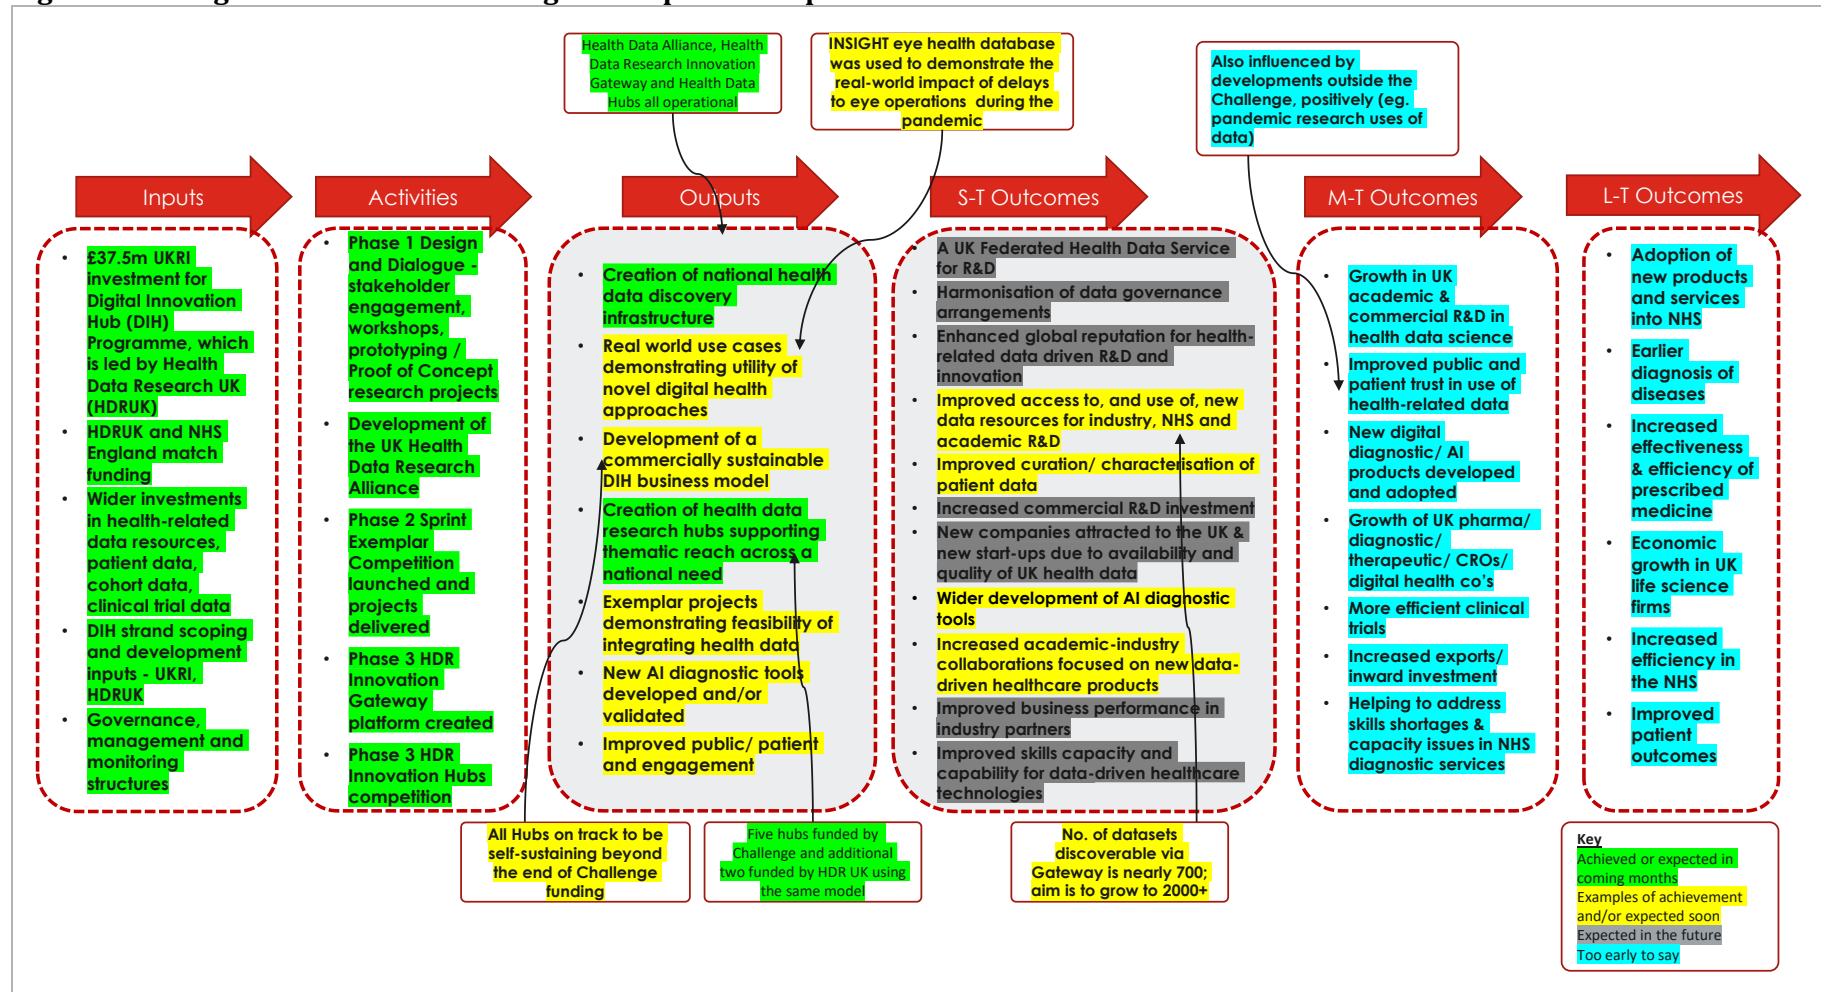 Health Data Alliance, Health
Data Research Innovation
Gateway and Health Data
Hubs all operational
INSIGHT eye health database
was used to demonstrate the
real-world impact of delays
to eye operations during the
pandemic
Also influenced by
developments outside the
Challenge, positively (eg.
pandemic research uses of
data)
Inputs
Activities
Outputs
S-T Outcomes
M-T Outcomes
L-T Outcomes
• £37.5m UKRI
investment for
Digital Innovation
Hub (DIH)
Programme, which
is led by Health
Data Research UK
(HDRUK)
• HDRUK and NHS
England match
funding
• Wider investments
in health-related
data resources,
patient data,
cohort data,
clinical trial data
• DIH strand scoping
and development
inputs - UKRI,
HDRUK
• Governance,
management and
monitoring
structures
• Phase 1 Design
and Dialogue -
stakeholder
engagement,
workshops,
prototyping /
Proof of Concept
research projects
• Development of
the UK Health
Data Research
Alliance
• Phase 2 Sprint
Exemplar
Competition
launched and
projects
delivered
• Phase 3 HDR
Innovation
Gateway
platform created
• Phase 3 HDR
Innovation Hubs
competition
• Creation of national health
data discovery
infrastructure
• Real world use cases
demonstrating utility of
novel digital health
approaches
• Development of a
commercially sustainable
DIH business model
• Creation of health data
research hubs supporting
thematic reach across a
national need
• Exemplar projects
demonstrating feasibility of
integrating health data
• New AI diagnostic tools
developed and/or
validated
• Improved public/ patient
and engagement
• A UK Federated Health Data Service
for R&D
• Harmonisation of data governance
arrangements
• Enhanced global reputation for health-
related data driven R&D and
innovation
• Improved access to, and use of, new
data resources for industry, NHS and
academic R&D
• Improved curation/ characterisation of
patient data
• Increased commercial R&D investment
• New companies attracted to the UK &
new start-ups due to availability and
quality of UK health data
• Wider development of AI diagnostic
tools
• Increased academic-industry
collaborations focused on new data-
driven healthcare products
• Improved business performance in
industry partners
• Improved skills capacity and
capability for data-driven healthcare
technologies
• Growth in UK
academic &
commercial R&D in
health data science
• Improved public and
patient trust in use of
health-related data
• New digital
diagnostic/ AI
products developed
and adopted
• Growth of UK pharma/
diagnostic/
therapeutic/ CROs/
digital health co's
• More efficient clinical
trials
• Increased exports/
inward investment
• Helping to address
skills shortages &
capacity issues in NHS
diagnostic services
• Adoption of
new products
and services
into NHS
• Earlier
diagnosis of
diseases
• Increased
effectiveness
& efficiency of
prescribed
medicine
• Economic
growth in UK
life science
firms
• Increased
efficiency in
the NHS
• Improved
patient
outcomes
All Hubs on track to be
self-sustaining beyond
the end of Challenge
funding
Five hubs funded by
Challenge and additional
two funded by HDR UK using
the same model
No. of datasets
discoverable via
Gateway is nearly 700;
aim is to grow to 2000+
Key
Achieved or expected in
coming months
Examples of achievement
and/or expected soon
Expected in the future
Too early to say